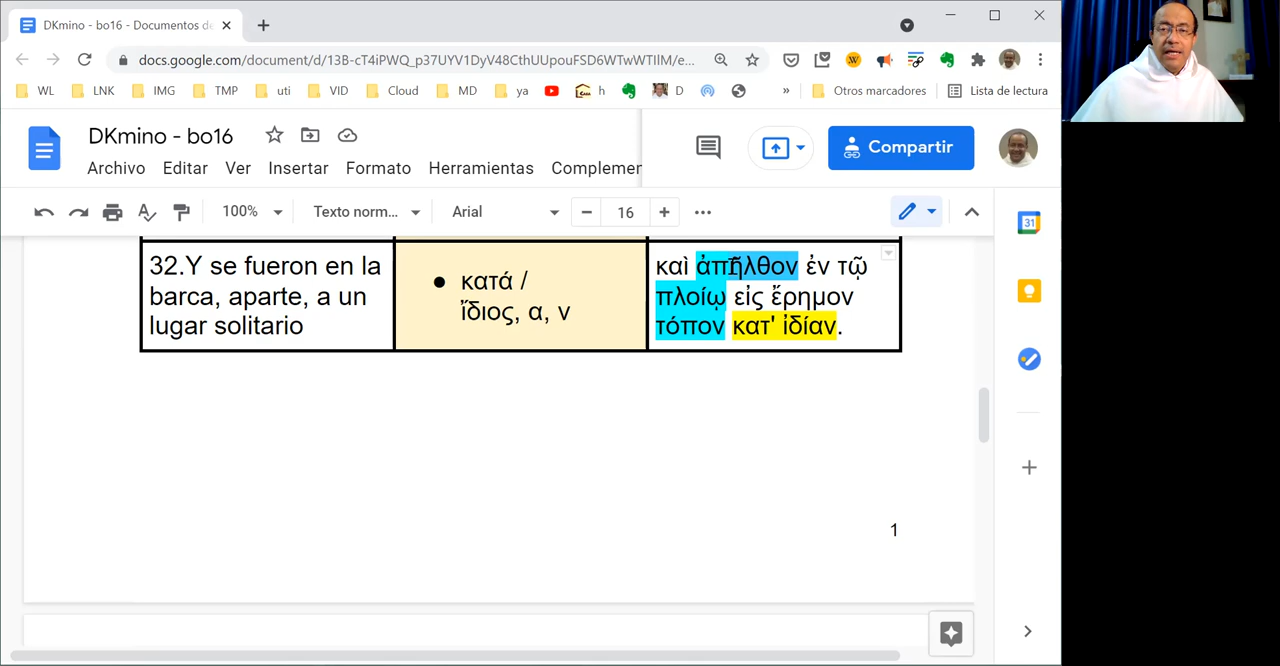 DKmino - bo16 - Documentos de
docs.google.com/document/d/13B-cT4iPWQ_p37UYV1DyV48CthUUpouFSD6WTwWTIlM/e...
WL LNK IMG TMP uti VID Cloud MD ya h D » Otros marcadores Lista de lectura
DKmino - bo16
Compartir
Archivo Editar Ver Insertar Formato Herramientas Complemen
100% Texto norm... Arial 16
31
32.Y se fueron en la
barca, aparte, a un
lugar solitario
● κατά /
ἴδιος, α, ν
καὶ ἀπῆλθον ἐν τῷ
πλοίῳ εἰς ἔρημον
τόπον κατ' ἰδίαν.
1